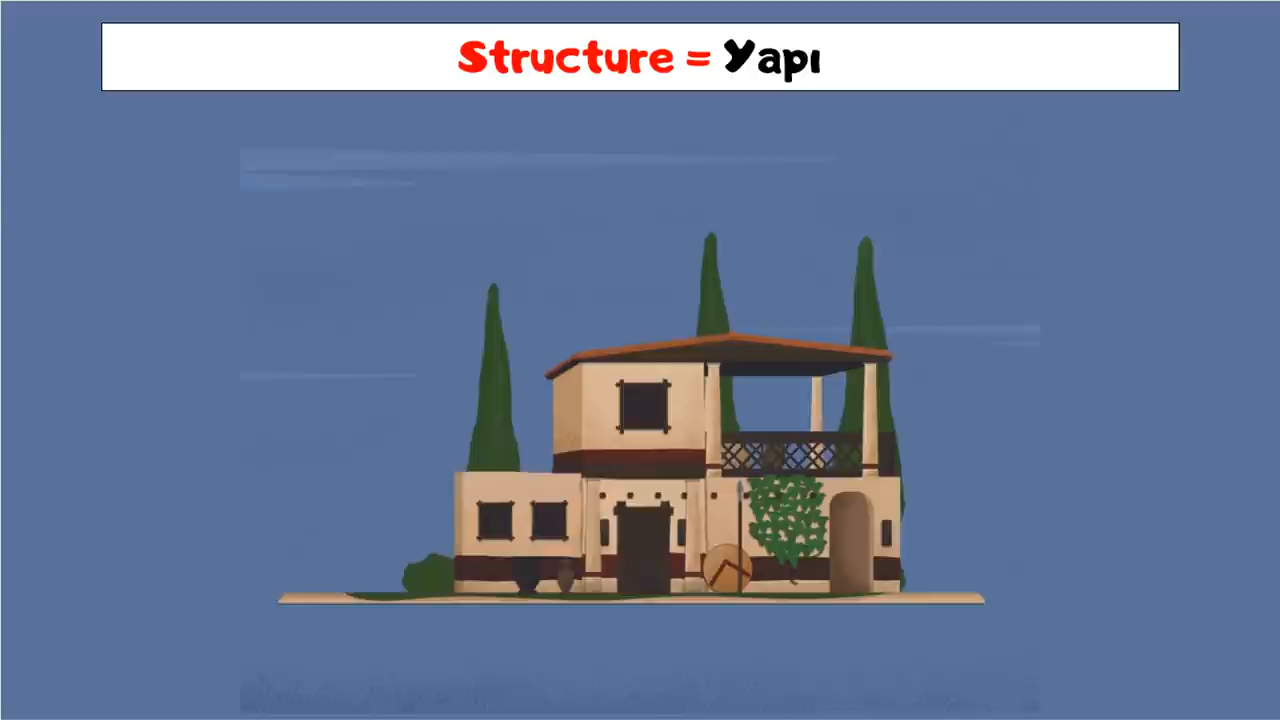 Structure = Yapı